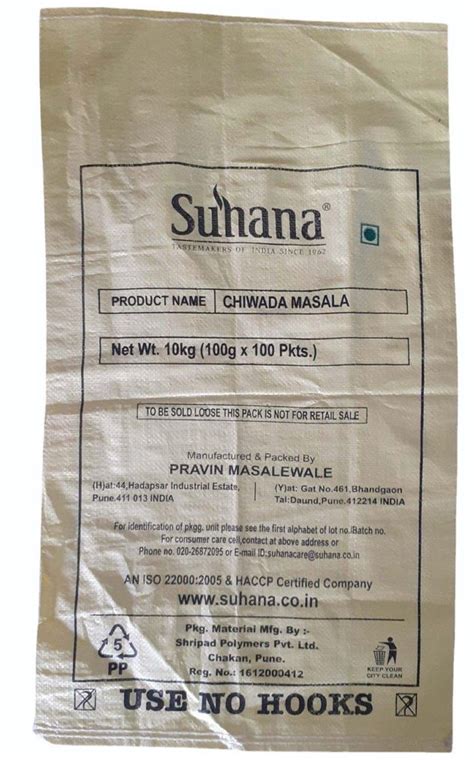 Suhana®
TASTEMAKERS OF INDIA SINCE 1962
PRODUCT NAME CHIWADA MASALA
Net Wt. 10kg (100g x 100 Pkts.)
TO BE SOLD LOOSE THIS PACK IS NOT FOR RETAIL SALE
Manufactured & Packed By
PRAVIN MASALEWALE
(H)at:44,Hadapsar Industrial Estate,
Pune.411 013 INDIA
(Y)at: Gat No.461,Bhandgaon
Tal:Daund,Pune.412214 INDIA
For identification of pkgg. unit please see the first alphabet of lot no./Batch no.
For consumer care cell,contact at above address or
Phone no. 020-26872095 or E-mail ID:suhanacare@suhana.co.in
AN ISO 22000:2005 & HACCP Certified Company
www.suhana.co.in
5
PP
Pkg. Material Mfg. By :-
Shripad Polymers Pvt. Ltd.
Chakan, Pune.
Reg. No.: 1612000412
KEEP YOUR
CITY CLEAN
USE NO HOOKS